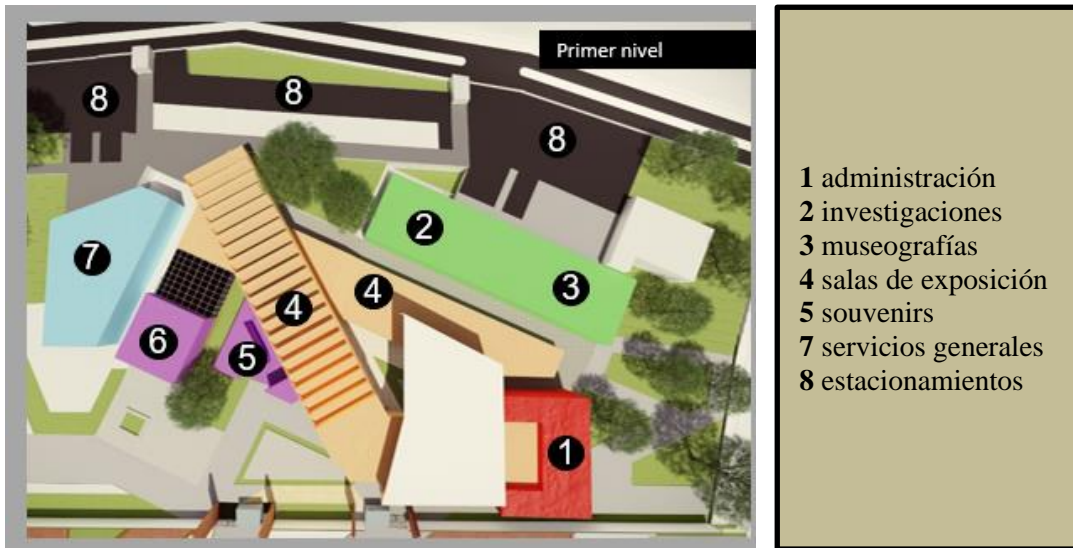 Primer nivel
8
8
8
2
7
3
4
4
6
5
1
1 administración
2 investigaciones
3 museografías
4 salas de exposición
5 souvenirs
7 servicios generales
8 estacionamientos